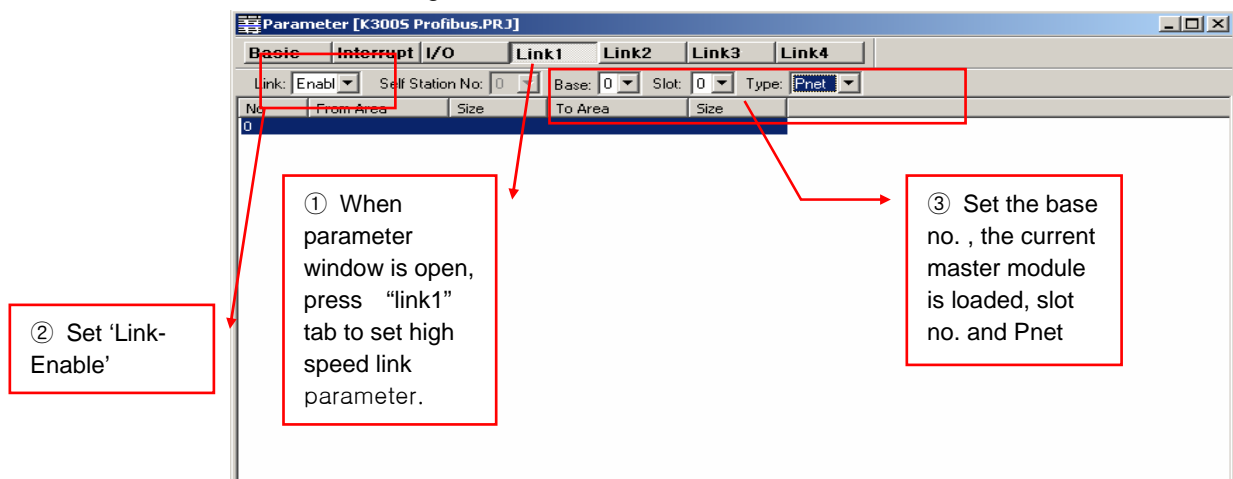 Parameter [K300S Profibus.PRJ]
Basic Interrupt I/O Link1 Link2 Link3 Link4
Link: Enabl Self Station No: 0 Base: 0 Slot: 0 Type: Pnet
No From Area Size To Area Size
0
① When
parameter
window is open,
press “link1”
tab to set high
speed link
parameter.
② Set ‘Link-
Enable’
③ Set the base
no. , the current
master module
is loaded, slot
no. and Pnet